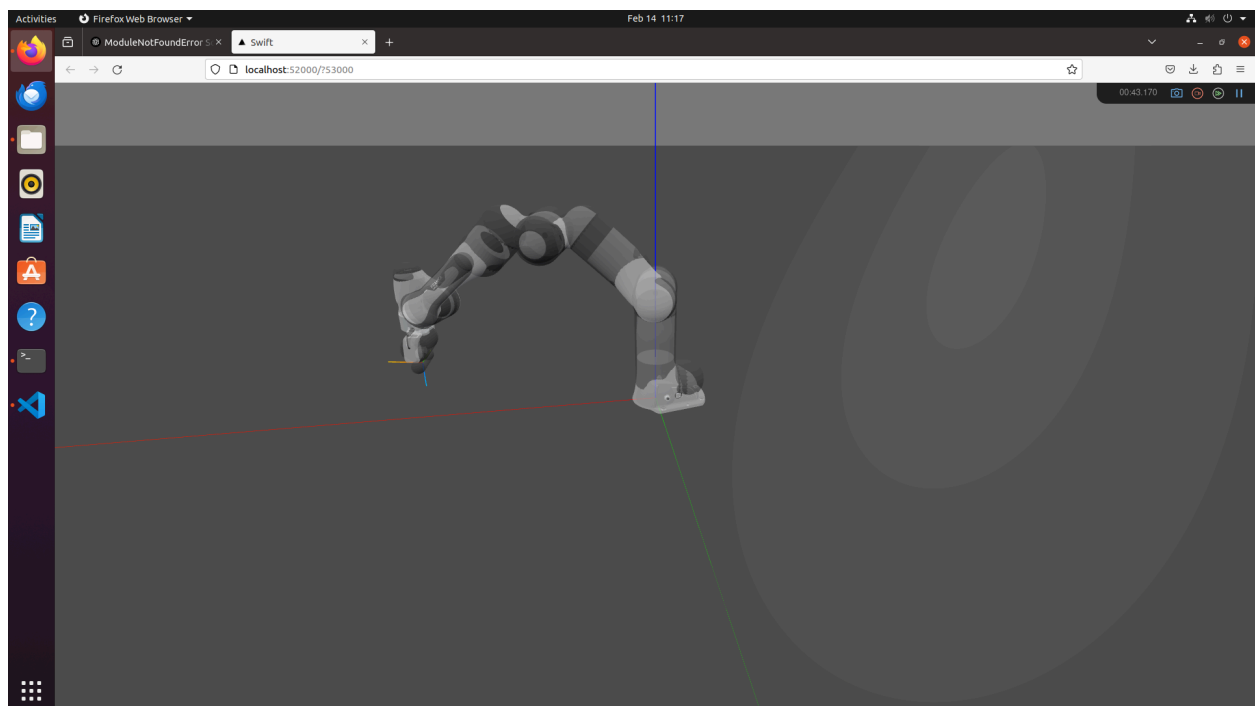 Activities Firefox Web Browser Feb 14 11:17
ModuleNotFoundError Swift
localhost:52000/?53000
00:43.170